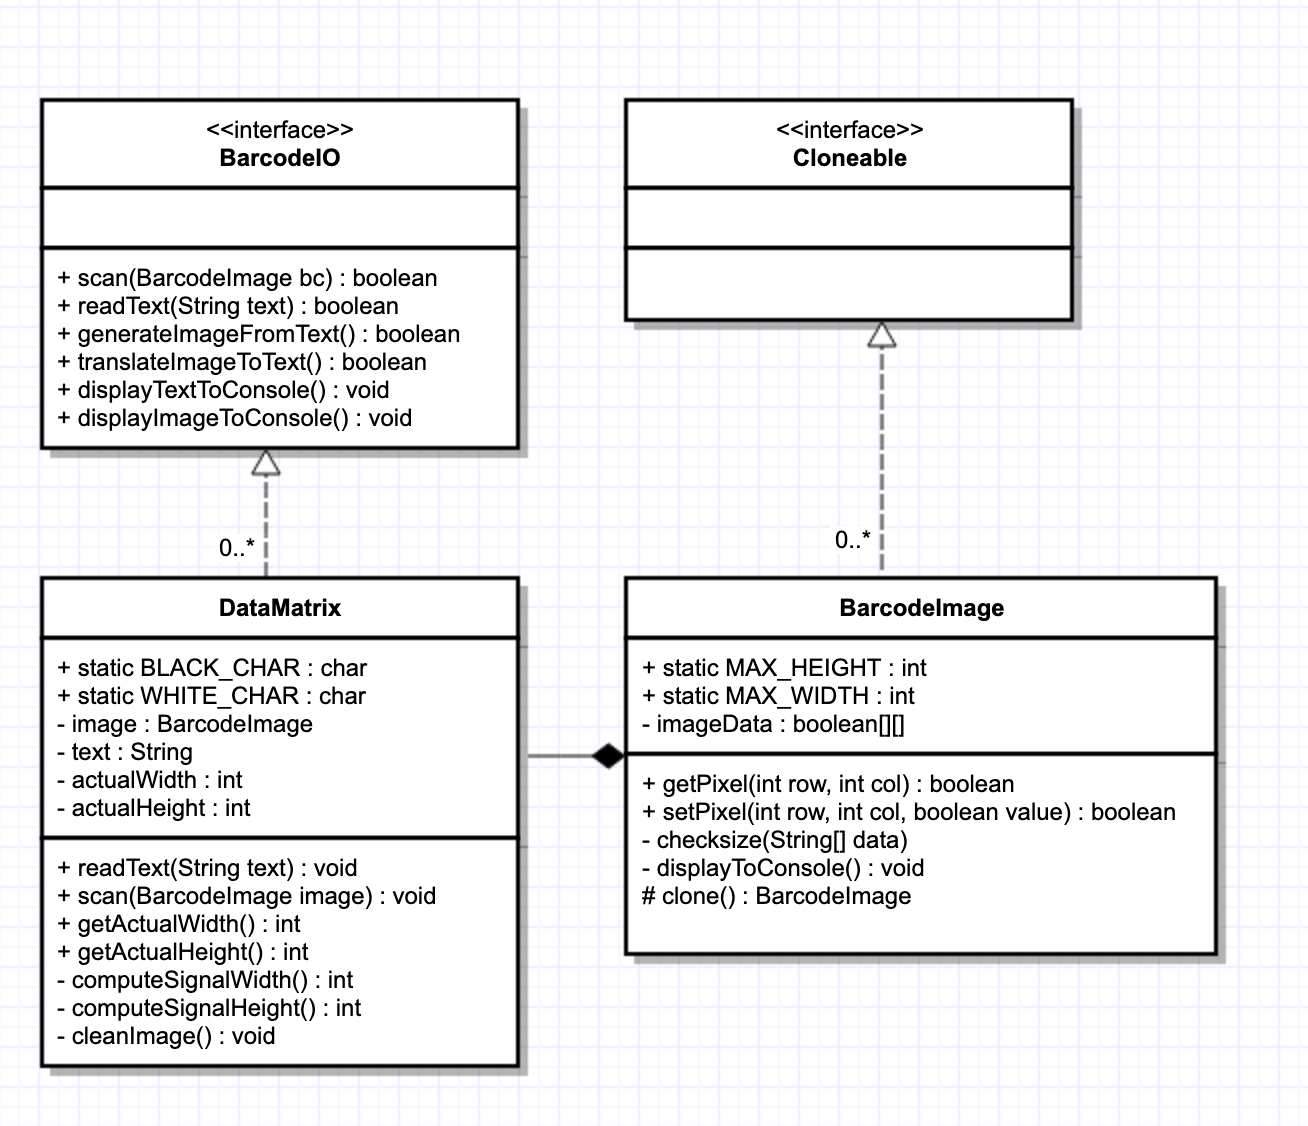 <<interface>>
BarcodeIO
+ scan(BarcodeImage bc) : boolean
+ readText(String text) : boolean
+ generateImageFromText() : boolean
+ translateImageToText() : boolean
+ displayTextToConsole() : void
+ displayImageToConsole() : void
<<interface>>
Cloneable
0..*
0..*
DataMatrix
+ static BLACK_CHAR : char
+ static WHITE_CHAR : char
- image : BarcodeImage
- text : String
- actualWidth : int
- actualHeight : int
+ readText(String text) : void
+ scan(BarcodeImage image) : void
+ getActualWidth() : int
+ getActualHeight() : int
- computeSignalWidth() : int
- computeSignalHeight() : int
- cleanImage() : void
BarcodeImage
+ static MAX_HEIGHT : int
+ static MAX_WIDTH : int
- imageData : boolean[][]
+ getPixel(int row, int col) : boolean
+ setPixel(int row, int col, boolean value) : boolean
- checksize(String[] data)
- displayToConsole() : void
# clone() : BarcodeImage